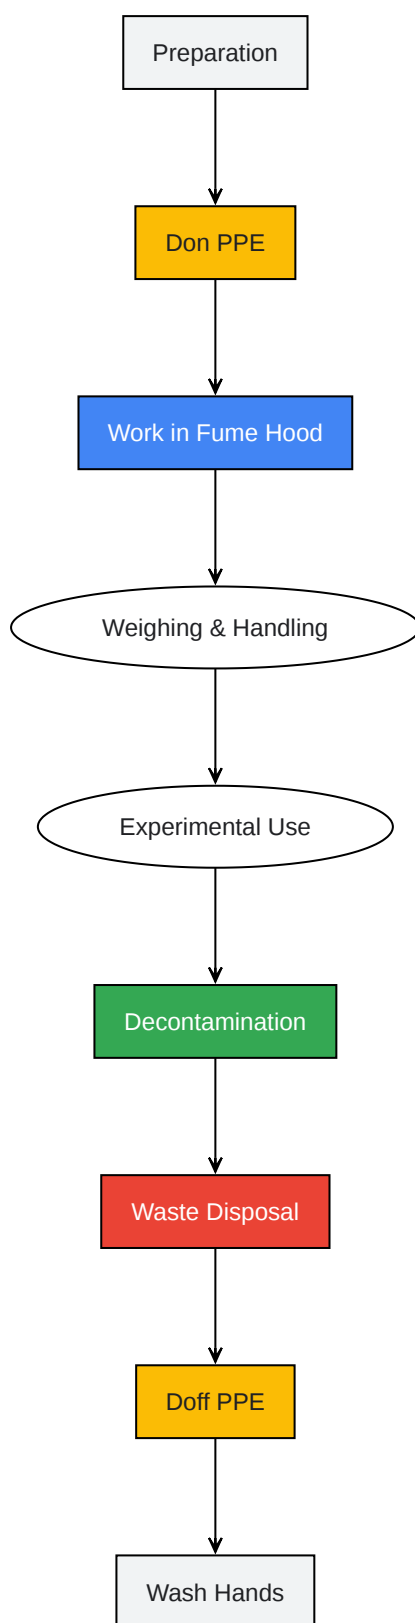 Preparation
Don PPE
Work in Fume Hood
Weighing & Handling
Experimental Use
Decontamination
Waste Disposal
Doff PPE
Wash Hands